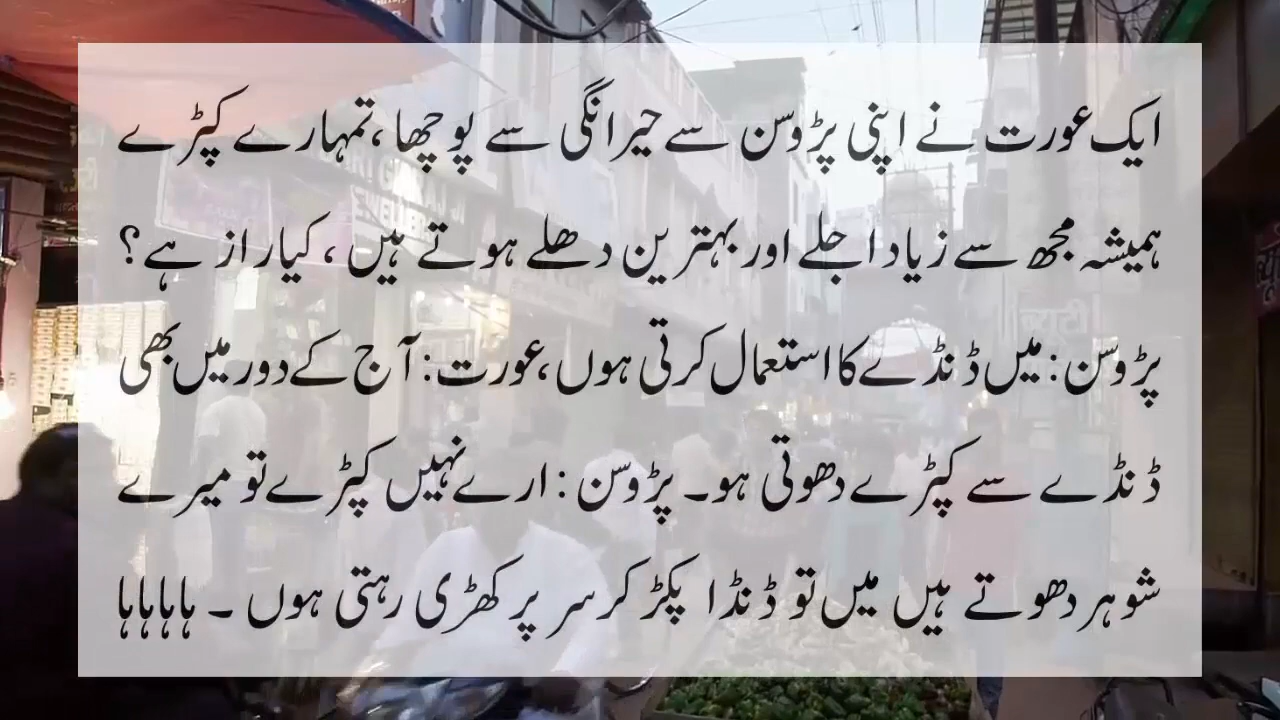 ایک عورت نے اپنی پڑوسن سے حیرانگی سے پوچھا ،تمہارے کپڑے
ہمیشہ مجھ سے زیادا جلے اور بہترین دھلے ہوتے ہیں ، کیا راز ہے ؟
پڑوسن : میں ڈنڈے کا استعمال کرتی ہوں ،عورت : آج کے دور میں بھی
ڈنڈے سے کپڑے دھوتی ہو۔ پڑوسن : ارے نہیں کپڑے تو میرے
شوہر دھوتے ہیں میں تو ڈنڈا پکڑ کر سر پر کھڑی رہتی ہوں ۔ ہاہاہاہا